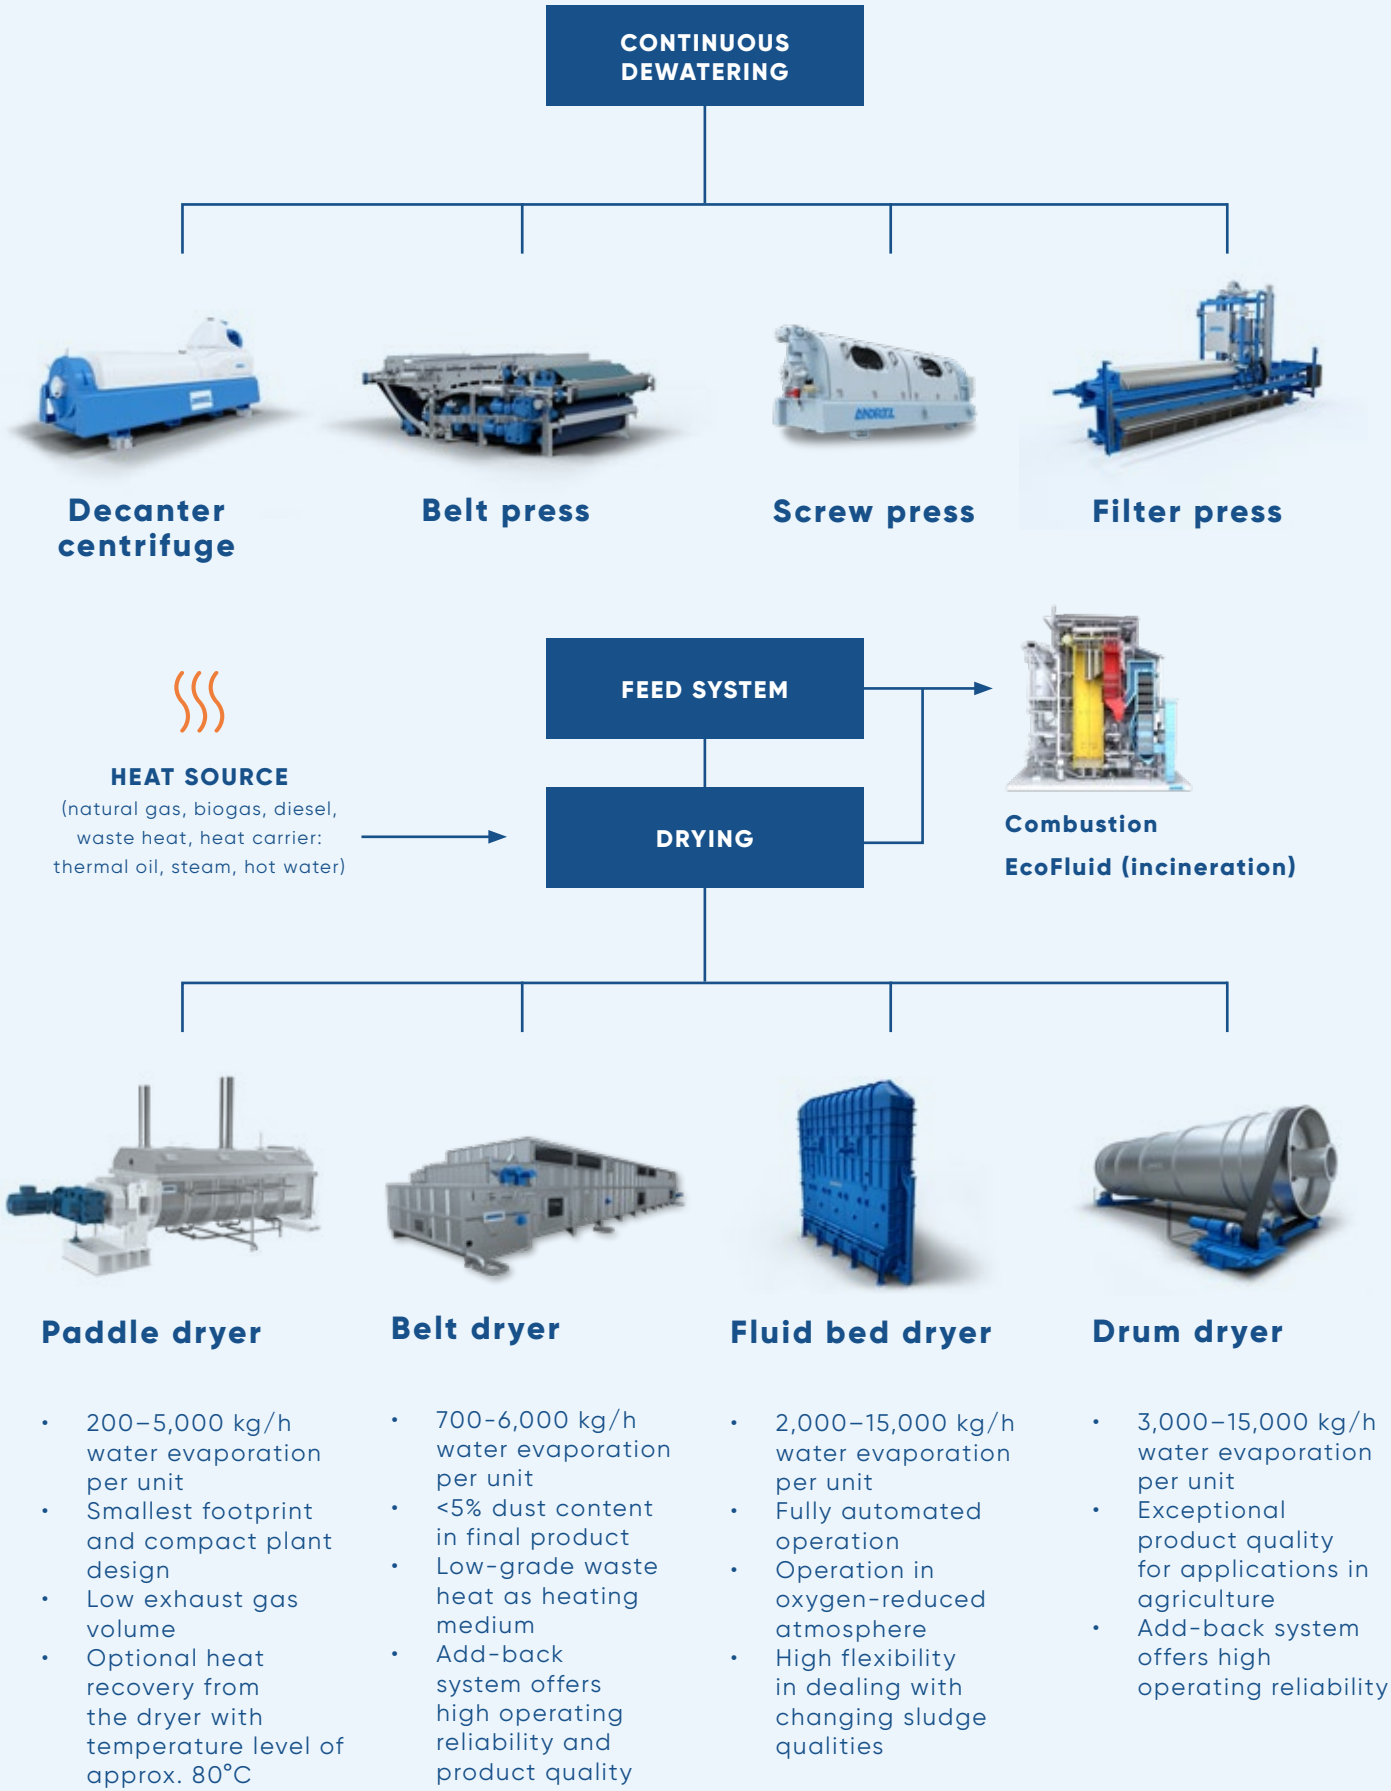 CONTINUOUS
DEWATERING
ANDRITZ
Decanter
centrifuge
Belt press
Screw press
Filter press
HEAT SOURCE
(natural gas, biogas, diesel,
waste heat, heat carrier:
thermal oil, steam, hot water)
FEED SYSTEM
DRYING
Combustion
EcoFluid (incineration)
Paddle dryer
• 200–5,000 kg/h
water evaporation
per unit
• Smallest footprint
and compact plant
design
• Low exhaust gas
volume
• Optional heat
recovery from
the dryer with
temperature level of
approx. 80°C
Belt dryer
• 700-6,000 kg/h
water evaporation
per unit
• <5% dust content
in final product
• Low-grade waste
heat as heating
medium
• Add-back
system offers
high operating
reliability and
product quality
Fluid bed dryer
• 2,000–15,000 kg/h
water evaporation
per unit
• Fully automated
operation
• Operation in
oxygen-reduced
atmosphere
• High flexibility
in dealing with
changing sludge
qualities
Drum dryer
• 3,000–15,000 kg/h
water evaporation
per unit
• Exceptional
product quality
for applications in
agriculture
• Add-back system
offers high
operating reliability